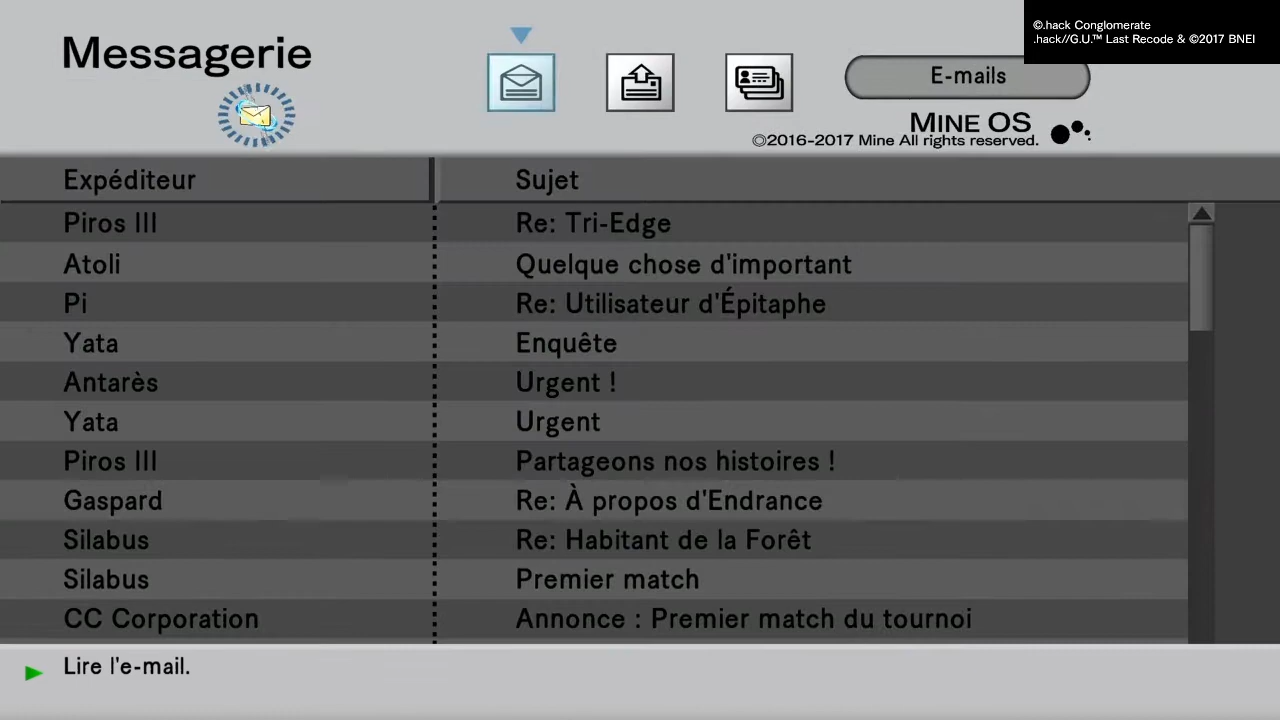 ©.hack Conglomerate
.hack//G.U.™ Last Recode & ©2017 BNEI
Messagerie
E-mails
MINE OS
©2016-2017 Mine All rights reserved.
Expéditeur Sujet
Piros III Re: Tri-Edge
Atoli Quelque chose d'important
Pi Re: Utilisateur d'Épitaphe
Yata Enquête
Antarès Urgent !
Yata Urgent
Piros III Partageons nos histoires !
Gaspard Re: À propos d'Endrance
Silabus Re: Habitant de la Forêt
Silabus Premier match
CC Corporation Annonce : Premier match du tournoi
Lire l'e-mail.